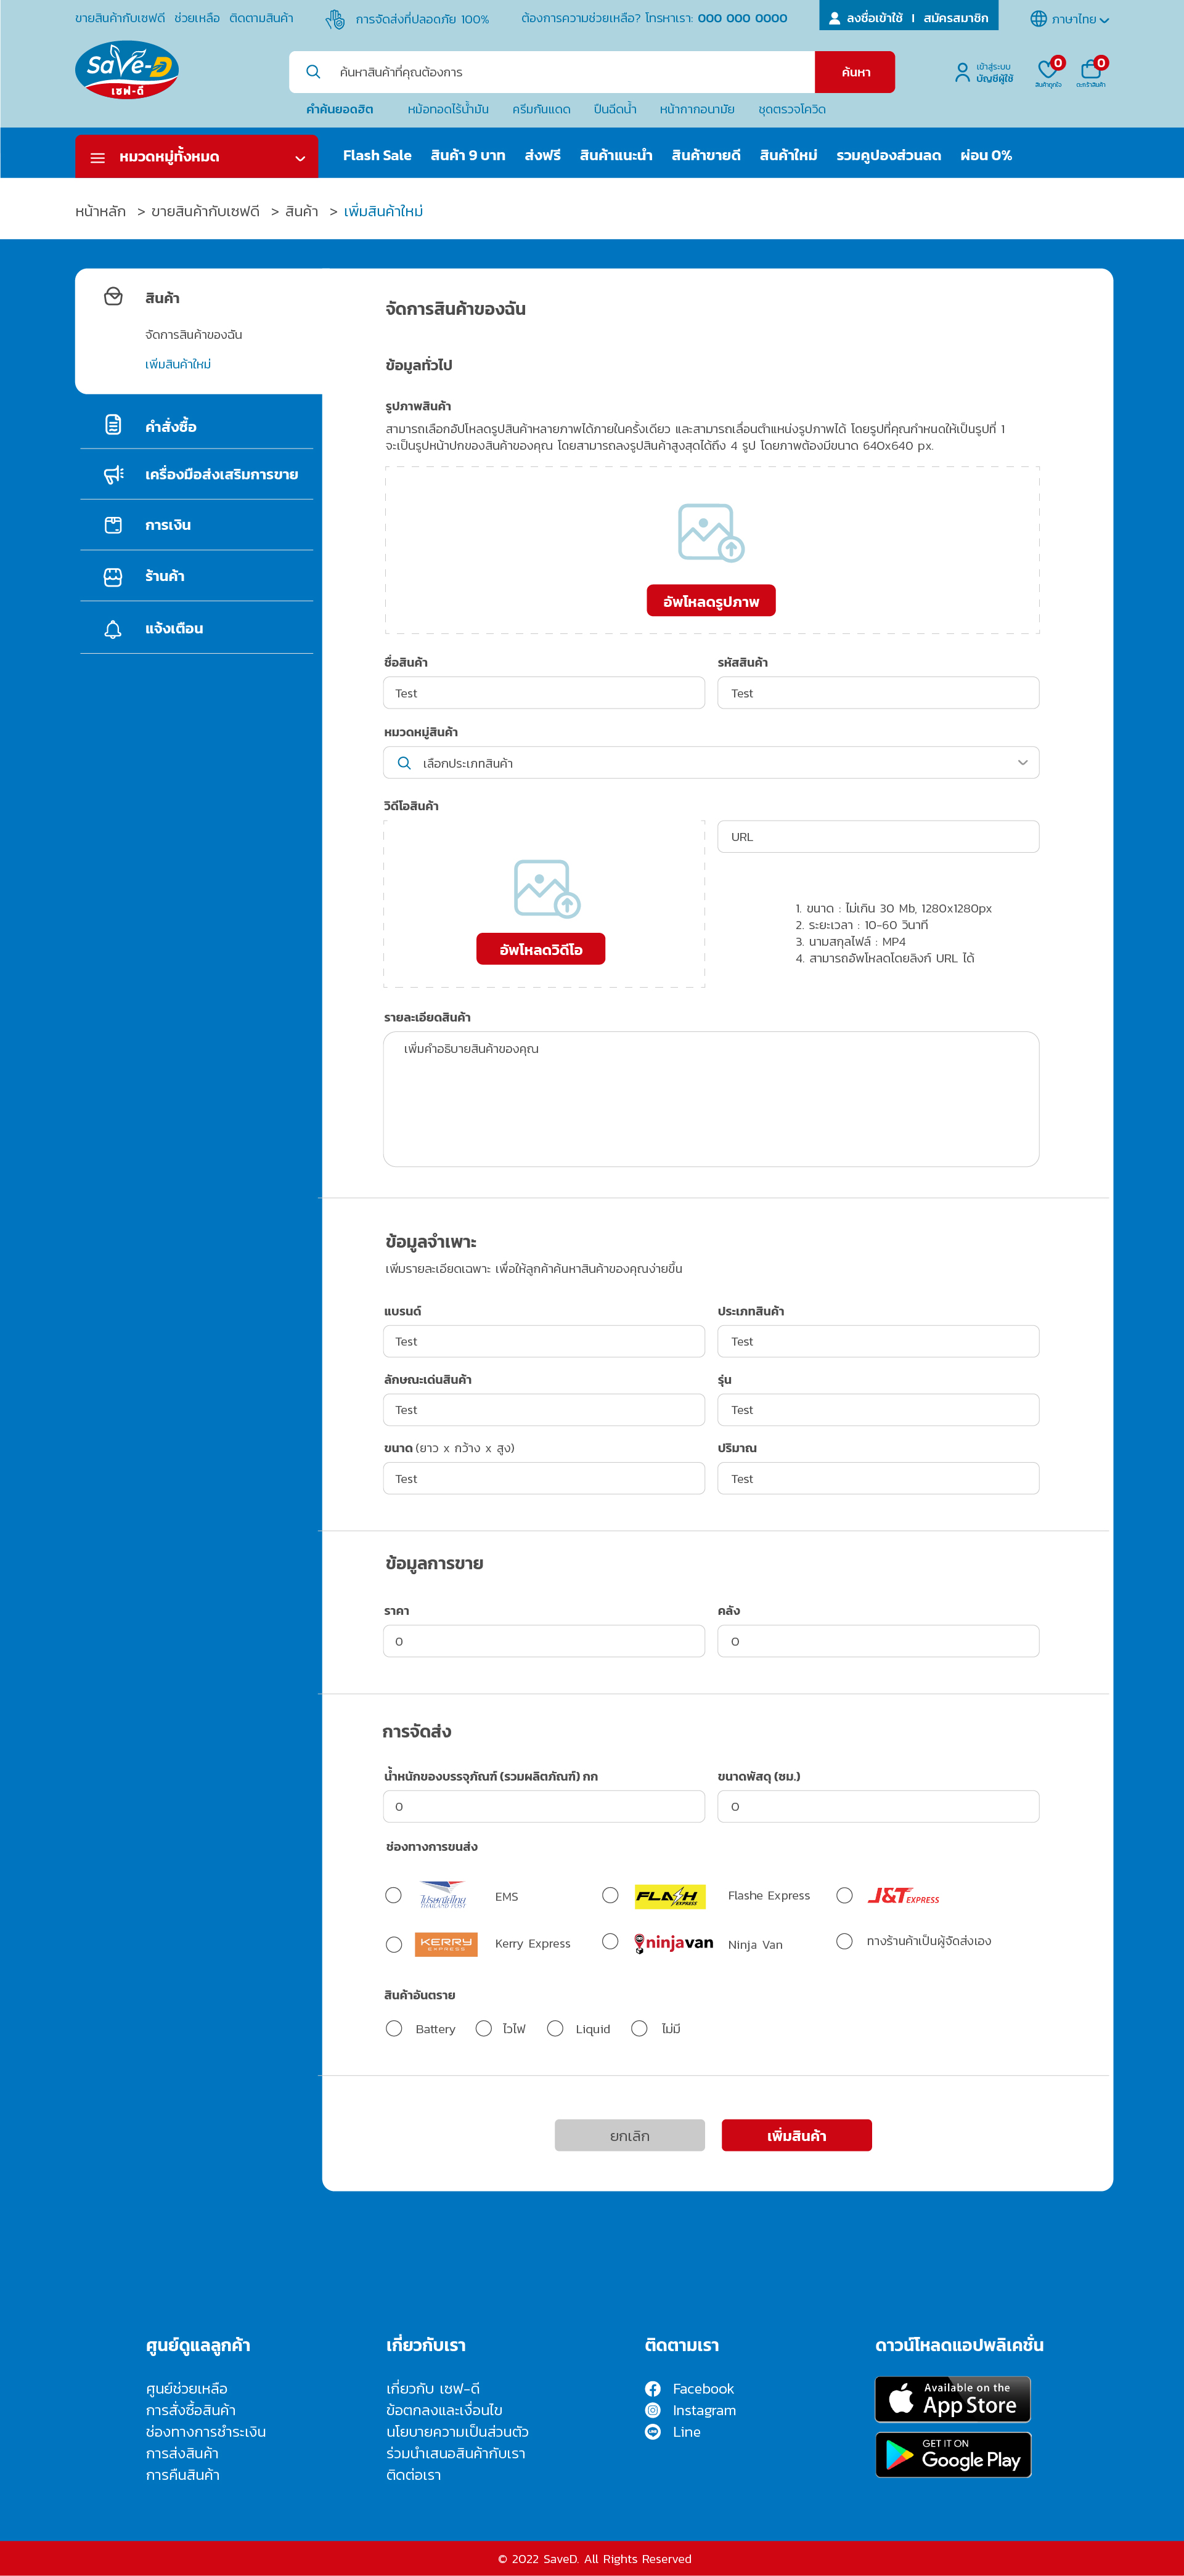 ขายสินค้ากับเซฟดี ช่วยเหลือ ติดตามสินค้า
การจัดส่งที่ปลอดภัย 100%
ต้องการความช่วยเหลือ? โทรหาเรา: 000 000 0000
ลงชื่อเข้าใช้ I สมัครสมาชิก
ภาษาไทย
SaVe-D
เซฟ-ดี
ค้นหาสินค้าที่คุณต้องการ
ค้นหา
เข้าสู่ระบบ
บัญชีผู้ใช้
0
สินค้าถูกใจ
0
ตะกร้าสินค้า
คำค้นยอดฮิต หม้อทอดไร้น้ำมัน ครีมกันแดด ปืนฉีดน้ำ หน้ากากอนามัย ชุดตรวจโควิด
หมวดหมู่ทั้งหมด
Flash Sale สินค้า 9 บาท ส่งฟรี สินค้าแนะนำ สินค้าขายดี สินค้าใหม่ รวมคูปองส่วนลด ผ่อน 0%
หน้าหลัก > ขายสินค้ากับเซฟดี > สินค้า > เพิ่มสินค้าใหม่
สินค้า
จัดการสินค้าของฉัน
เพิ่มสินค้าใหม่
คำสั่งซื้อ
เครื่องมือส่งเสริมการขาย
การเงิน
ร้านค้า
แจ้งเตือน
จัดการสินค้าของฉัน
ข้อมูลทั่วไป
รูปภาพสินค้า
สามารถเลือกอัปโหลดรูปสินค้าหลายภาพได้ภายในครั้งเดียว และสามารถเลื่อนตำแหน่งรูปภาพได้ โดยรูปที่คุณกำหนดให้เป็นรูปที่ 1
จะเป็นรูปหน้าปกของสินค้าของคุณ โดยสามารถลงรูปสินค้าสูงสุดได้ถึง 4 รูป โดยภาพต้องมีขนาด 640x640 px.
อัพโหลดรูปภาพ
ชื่อสินค้า
Test
รหัสสินค้า
Test
หมวดหมู่สินค้า
เลือกประเภทสินค้า
วิดีโอสินค้า
อัพโหลดวิดีโอ
URL
1. ขนาด : ไม่เกิน 30 Mb, 1280x1280px
2. ระยะเวลา : 10-60 วินาที
3. นามสกุลไฟล์ : MP4
4. สามารถอัพโหลดโดยลิงก์ URL ได้
รายละเอียดสินค้า
เพิ่มคำอธิบายสินค้าของคุณ
ข้อมูลจำเพาะ
เพิ่มรายละเอียดเฉพาะ เพื่อให้ลูกค้าค้นหาสินค้าของคุณง่ายขึ้น
แบรนด์
Test
ประเภทสินค้า
Test
ลักษณะเด่นสินค้า
Test
รุ่น
Test
ขนาด (ยาว x กว้าง x สูง)
Test
ปริมาณ
Test
ข้อมูลการขาย
ราคา
0
คลัง
0
การจัดส่ง
น้ำหนักของบรรจุภัณฑ์ (รวมผลิตภัณฑ์) กก
0
ขนาดพัสดุ (ซม.)
0
ช่องทางการขนส่ง
ไปรษณีย์ไทย
THAILAND POST
EMS
FLASH
EXPRESS
Flashe Express
J&T EXPRESS
KERRY
EXPRESS
Kerry Express
ninjavan
Ninja Van
ทางร้านค้าเป็นผู้จัดส่งเอง
สินค้าอันตราย
Battery ไวไฟ Liquid ไม่มี
ยกเลิก
เพิ่มสินค้า
ศูนย์ดูแลลูกค้า
ศูนย์ช่วยเหลือ
การสั่งซื้อสินค้า
ช่องทางการชำระเงิน
การส่งสินค้า
การคืนสินค้า
เกี่ยวกับเรา
เกี่ยวกับ เซฟ-ดี
ข้อตกลงและเงื่อนไข
นโยบายความเป็นส่วนตัว
ร่วมนำเสนอสินค้ากับเรา
ติดต่อเรา
ติดตามเรา
Facebook
Instagram
Line
ดาวน์โหลดแอปพลิเคชั่น
Available on the
App Store
GET IT ON
Google Play
© 2022 SaveD. All Rights Reserved